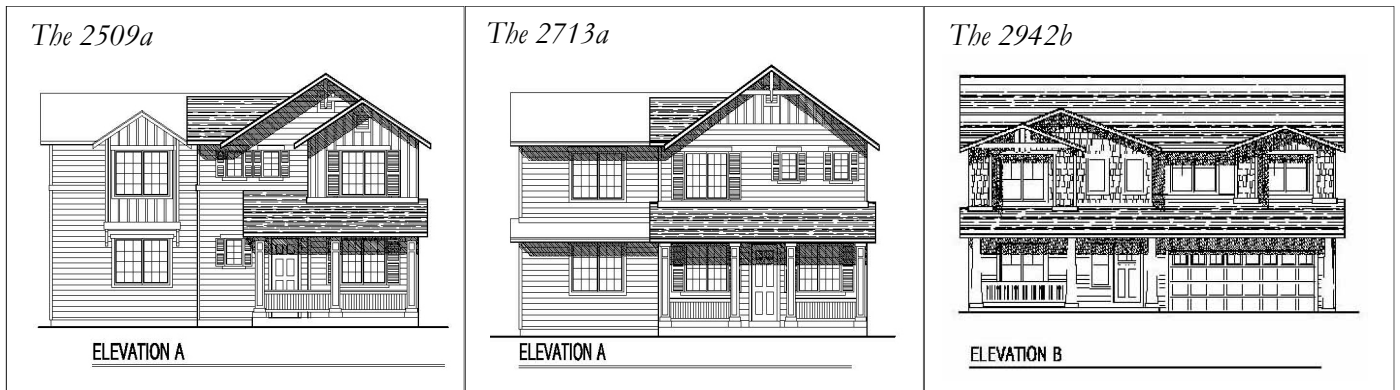 The 2509a
ELEVATION A
The 2713a
ELEVATION A
The 2942b
ELEVATION B